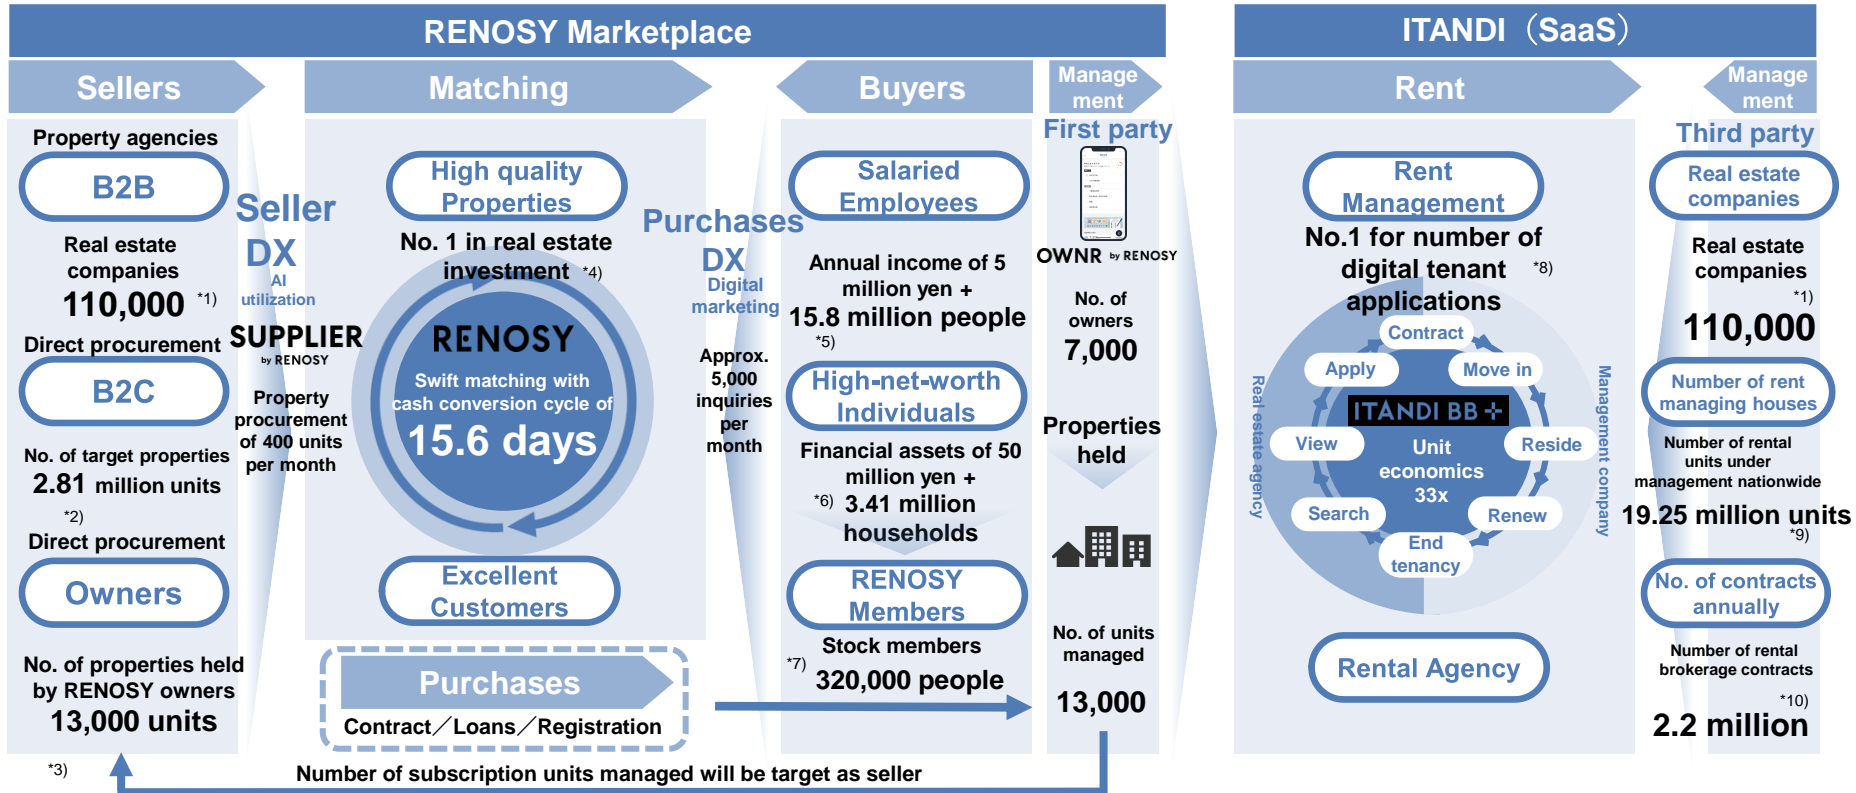 RENOSY Marketplace
Sellers
Matching
Buyers
Manage
ment
Property agencies
B2B
Real estate
companies
110,000 *1)
Direct procurement
B2C
No. of target properties
2.81 million units
*2)
Direct procurement
Owners
No. of properties held
by RENOSY owners
13,000 units
*3)
Seller
DX
AI
utilization
SUPPLIER
by RENOSY
Property
procurement
of 400 units
per month
High quality
Properties
No. 1 in real estate
investment *4)
RENOSY
Swift matching with
cash conversion cycle of
15.6 days
Excellent
Customers
Purchases
Contract／Loans／Registration
Purchases
DX
Digital
marketing
Approx.
5,000
inquiries
per
month
Salaried
Employees
Annual income of 5
million yen +
15.8 million people
*5)
High-net-worth
Individuals
Financial assets of 50
million yen +
*6) 3.41 million
households
RENOSY
Members
Stock members
*7) 320,000 people
First party
OWNR by RENOSY
No. of
owners
7,000
Properties
held
No. of units
managed
13,000
Number of subscription units managed will be target as seller
ITANDI（SaaS）
Rent
Manage
ment
Rent
Management
No.1 for number of
digital tenant *8)
applications
Contract
Apply
Move in
ITANDI BB +
View
Unit
economics
33x
Reside
Search
Renew
End
tenancy
Real estate agency
Management company
Rental Agency
Third party
Real estate
companies
Real estate
companies
*1)
110,000
Number of rent
managing houses
Number of rental
units under
management nationwide
19.25 million units
*9)
No. of contracts
annually
Number of rental
brokerage contracts
*10)
2.2 million